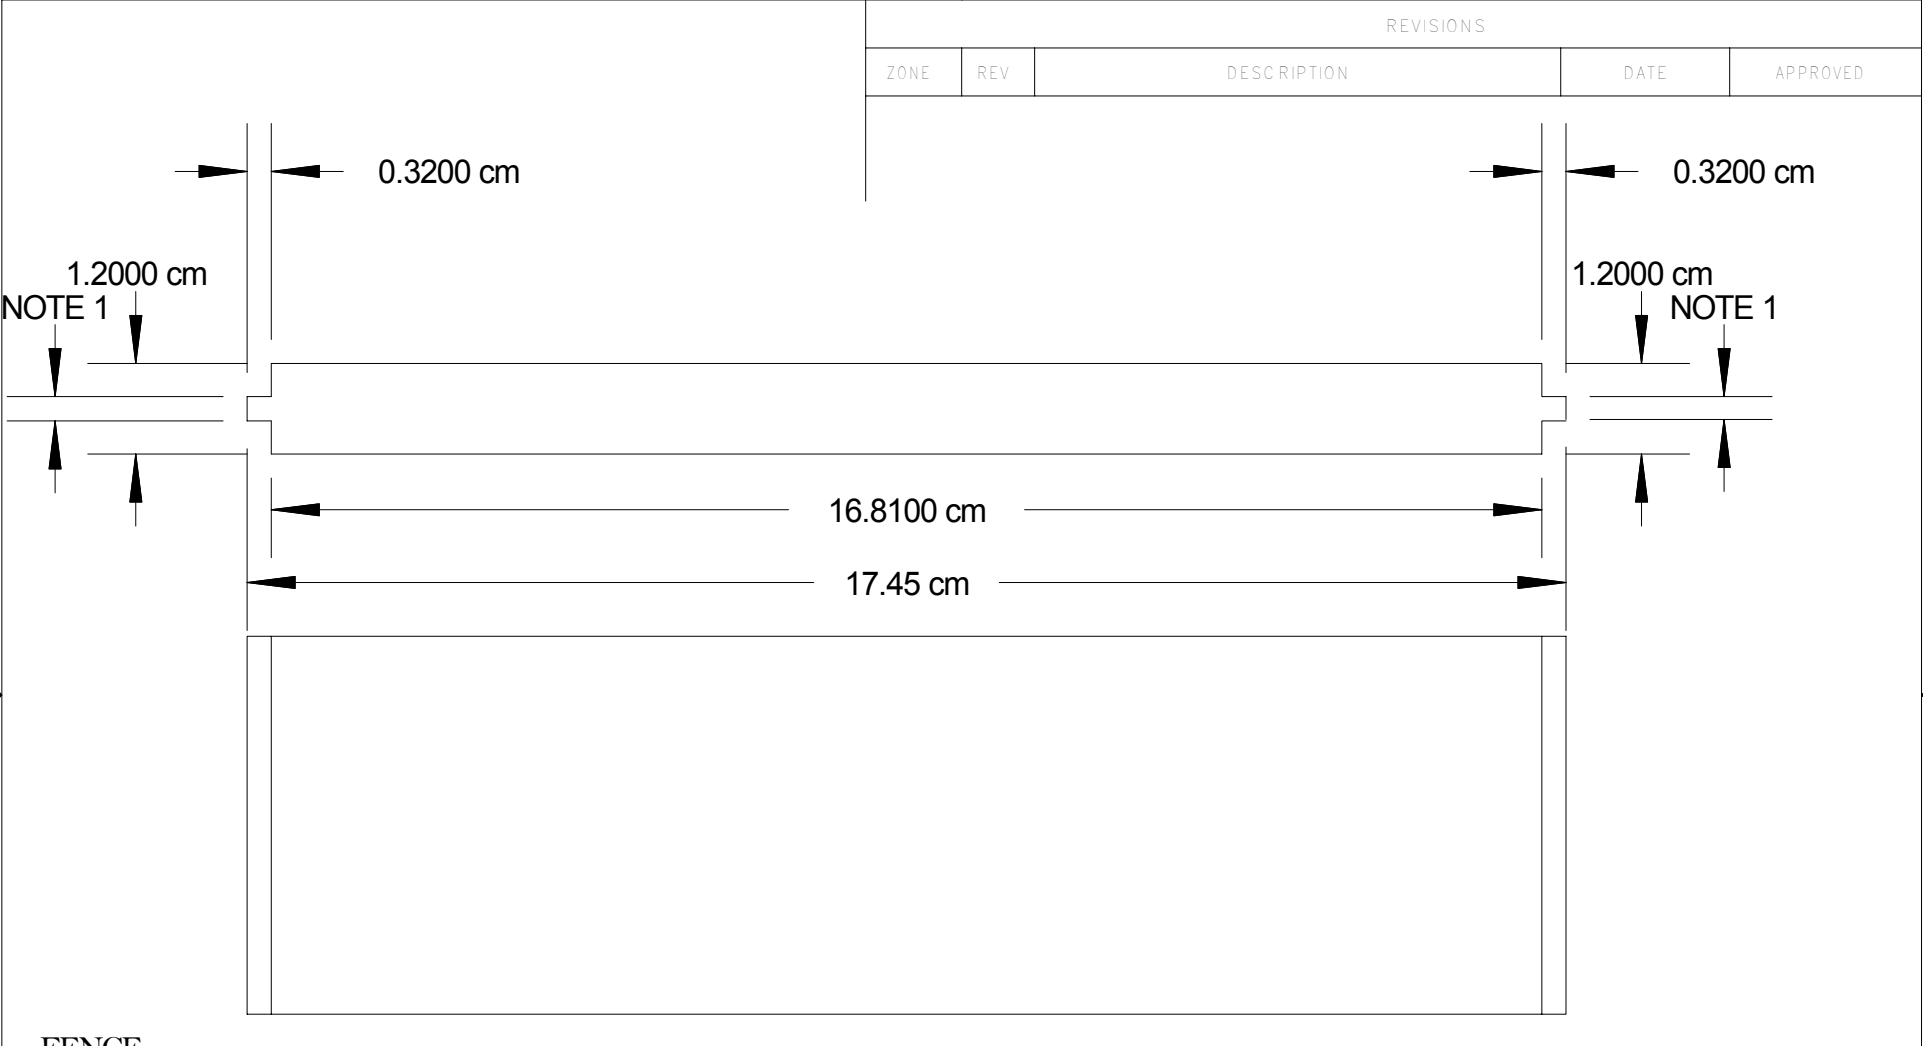 REVISIONS
ZONE REV DESCRIPTION DATE APPROVED
0.3200 cm 0.3200 cm
1.2000 cm 1.2000 cm
NOTE 1 NOTE 1
16.8100 cm
17.45 cm
FENCE